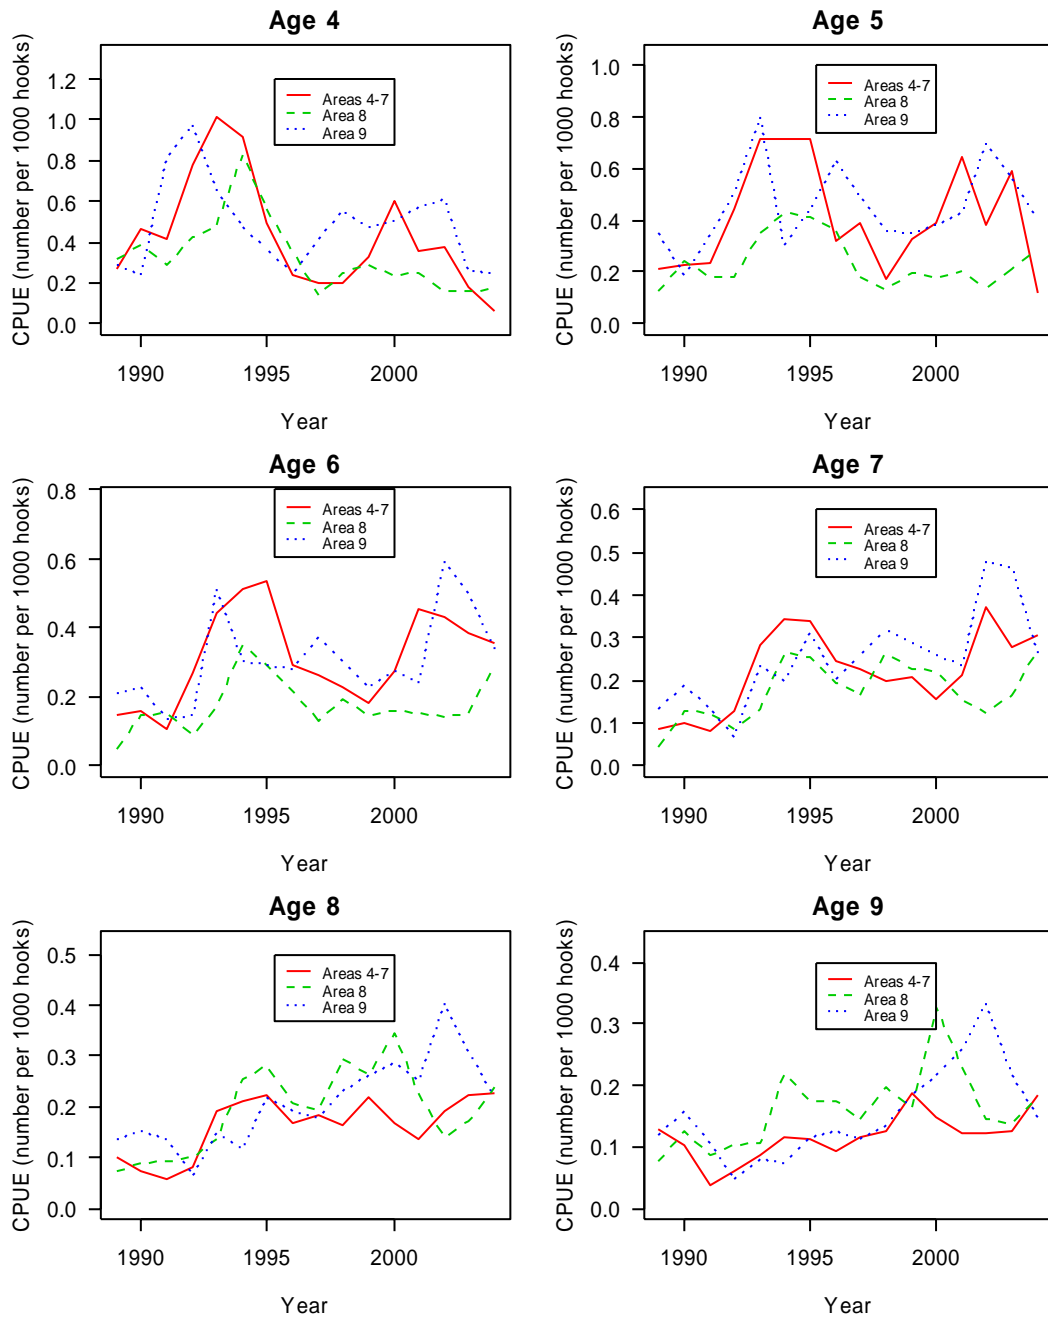 Age 4
CPUE (number per 1000 hooks)
1.2
1.0
0.8
0.6
0.4
0.2
0.0
Areas 4-7
Area 8
Area 9
1990
1995
2000
Year
Age 5
CPUE (number per 1000 hooks)
1.0
0.8
0.6
0.4
0.2
0.0
Areas 4-7
Area 8
Area 9
1990
1995
2000
Year
Age 6
CPUE (number per 1000 hooks)
0.8
0.6
0.4
0.2
0.0
Areas 4-7
Area 8
Area 9
1990
1995
2000
Year
Age 7
CPUE (number per 1000 hooks)
0.6
0.5
0.4
0.3
0.2
0.1
0.0
Areas 4-7
Area 8
Area 9
1990
1995
2000
Year
Age 8
CPUE (number per 1000 hooks)
0.5
0.4
0.3
0.2
0.1
0.0
Areas 4-7
Area 8
Area 9
1990
1995
2000
Year
Age 9
CPUE (number per 1000 hooks)
0.4
0.3
0.2
0.1
0.0
Areas 4-7
Area 8
Area 9
1990
1995
2000
Year